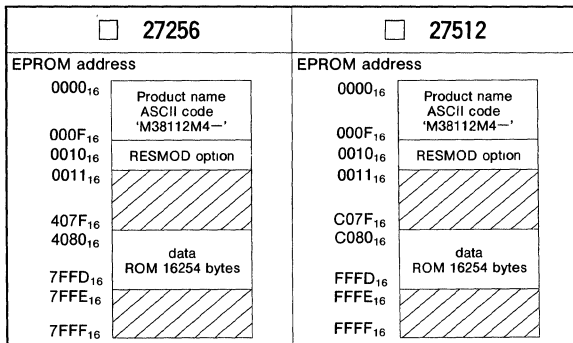 □ 27256
EPROM address
0000₁₆
Product name
ASCII code
'M38112M4—'
000F₁₆
0010₁₆
RESMOD option
0011₁₆
407F₁₆
4080₁₆
data
ROM 16254 bytes
7FFD₁₆
7FFE₁₆
7FFF₁₆
□ 27512
EPROM address
0000₁₆
Product name
ASCII code
'M38112M4—'
000F₁₆
0010₁₆
RESMOD option
0011₁₆
C07F₁₆
C080₁₆
data
ROM 16254 bytes
FFFD₁₆
FFFE₁₆
FFFF₁₆